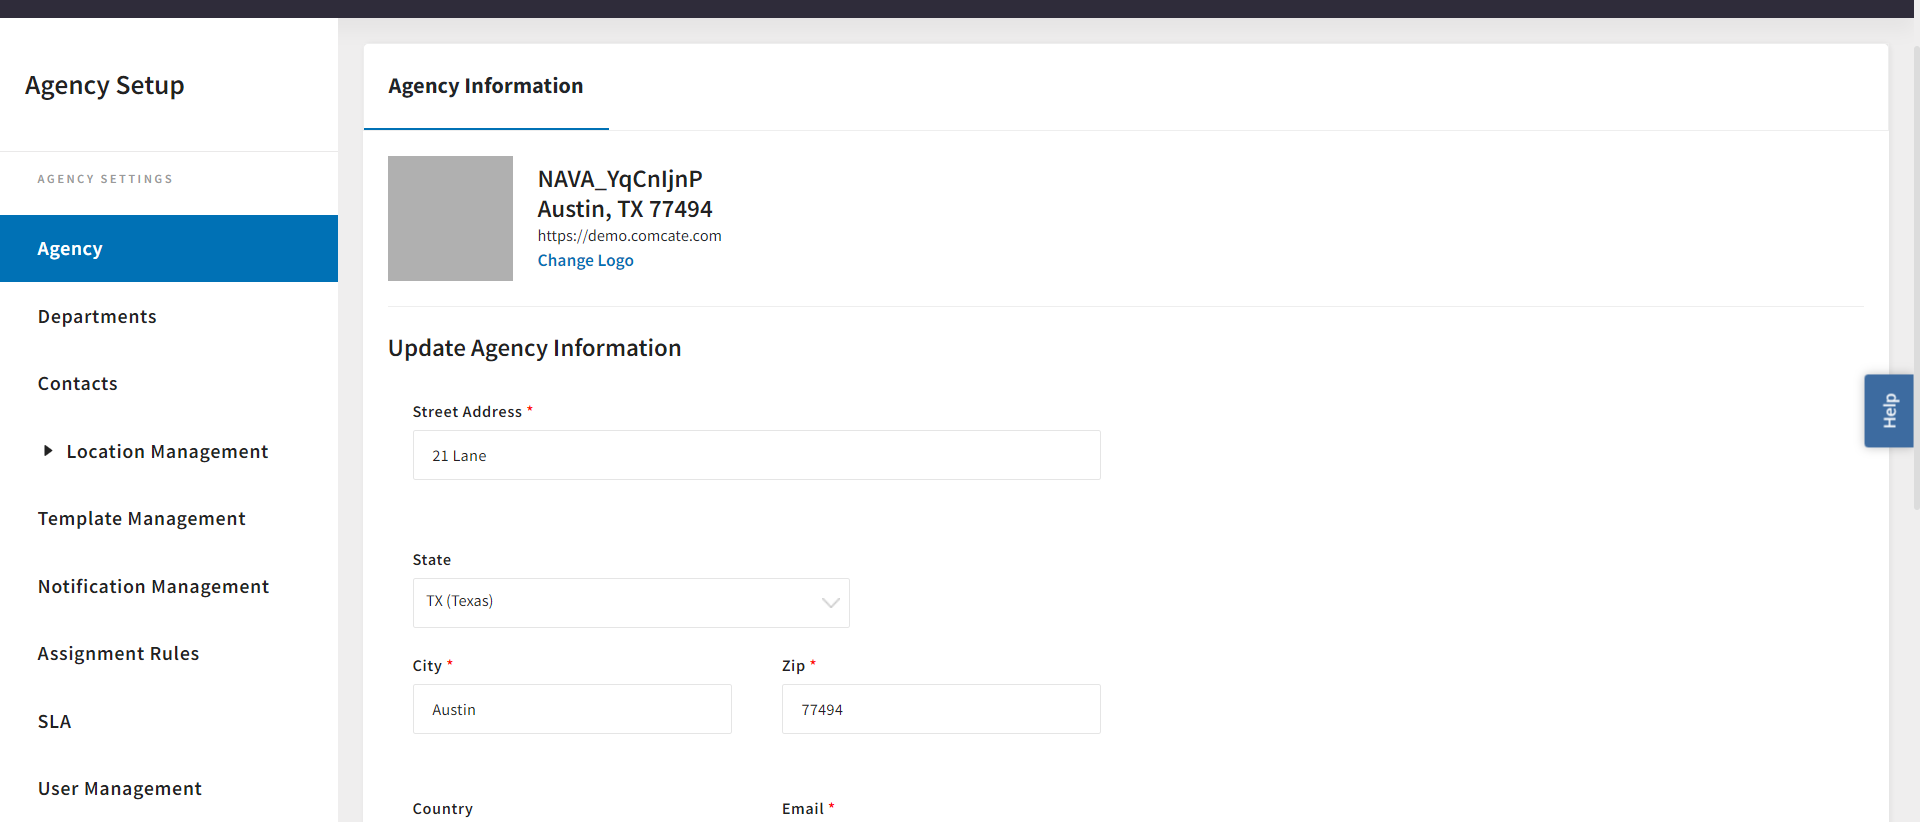 Agency Setup
AGENCY SETTINGS
Agency
Departments
Contacts
Location Management
Template Management
Notification Management
Assignment Rules
SLA
User Management
Agency Information
NAVA_YqCnIjnP
Austin, TX 77494
https://demo.comcate.com
Change Logo
Update Agency Information
Street Address *
21 Lane
State
TX (Texas)
City *
Zip *
Austin
77494
Country
Email *
Help